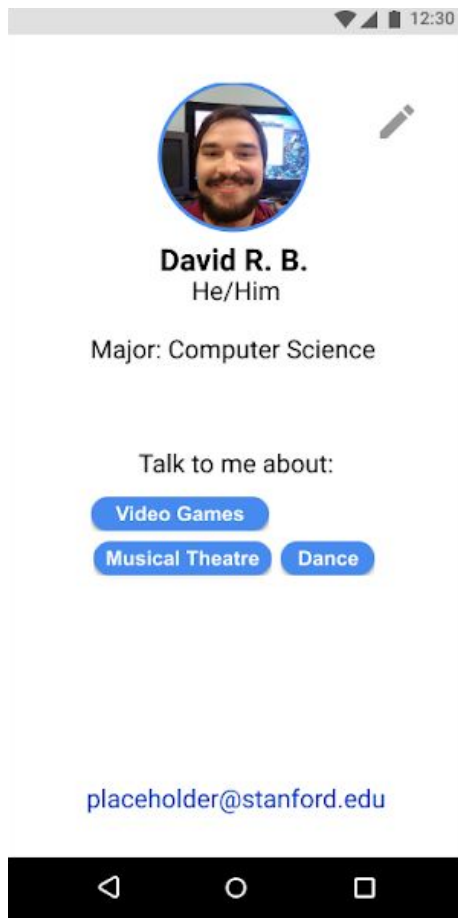 12:30
David R. B.
He/Him
Major: Computer Science
Talk to me about:
Video Games
Musical Theatre Dance
placeholder@stanford.edu